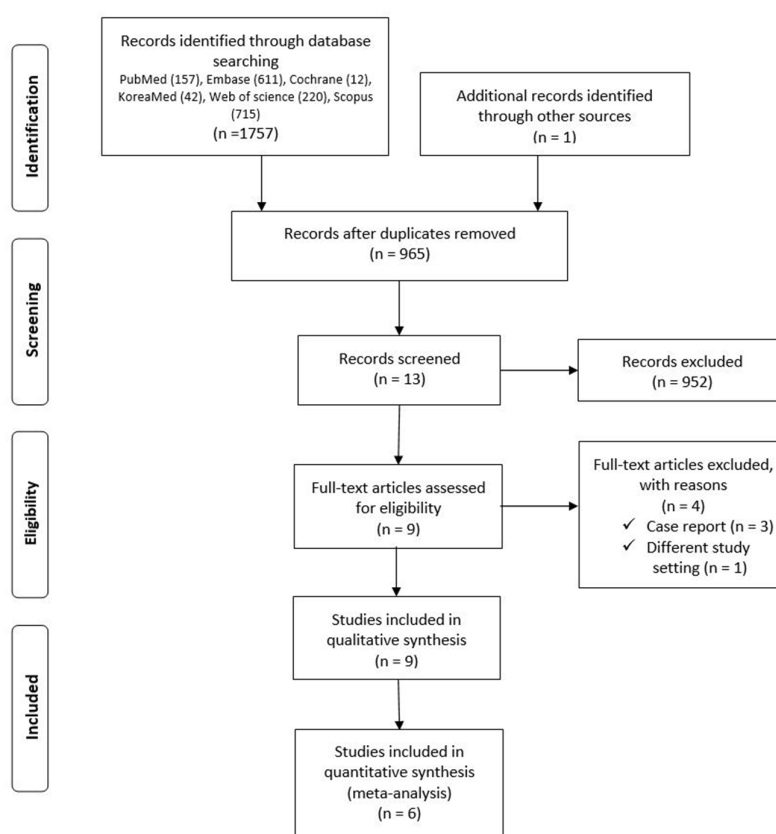 Identification
Records identified through database
searching
PubMed (157), Embase (611), Cochrane (12),
KoreaMed (42), Web of science (220), Scopus
(715)
(n =1757)
Additional records identified
through other sources
(n = 1)
Records after duplicates removed
(n = 965)
Screening
Records screened
(n = 13)
Records excluded
(n = 952)
Eligibility
Full-text articles assessed
for eligibility
(n = 9)
Full-text articles excluded,
with reasons
(n = 4)
✓ Case report (n = 3)
✓ Different study
setting (n = 1)
Included
Studies included in
qualitative synthesis
(n = 9)
Studies included in
quantitative synthesis
(meta-analysis)
(n = 6)